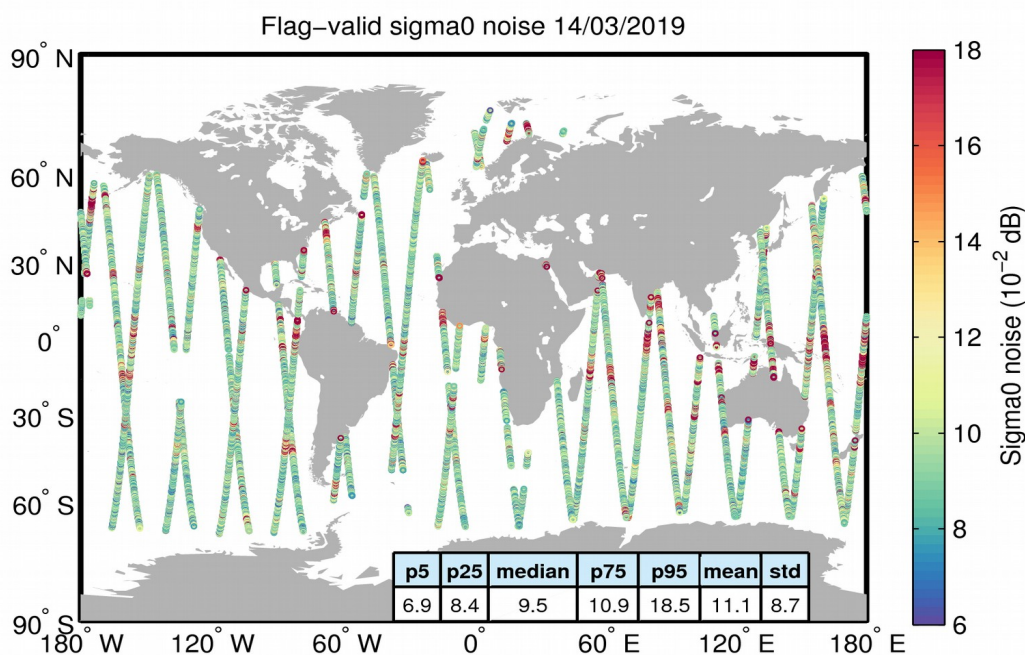 Flag−valid sigma0 noise 14/03/2019
90° N
60° N
30° N
0°
30° S
60° S
90° S
180° W
120° W
60° W
0°
60° E
120° E
180° E
p5 p25 median p75 p95 mean std
6.9 8.4 9.5 10.9 18.5 11.1 8.7
18
16
14
12
10
8
6
Sigma0 noise (10⁻² dB)